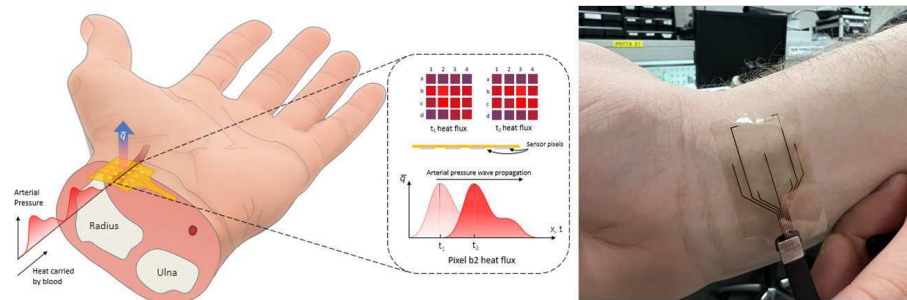 q
Arterial
Pressure
Radius
Ulna
Heat carried
by blood
1 2 3 4
a
b
c
d
t1 heat flux
1 2 3 4
a
b
c
d
t2 heat flux
Sensor pixels
Arterial pressure wave propagation
q
t1
t2
x, t
Pixel b2 heat flux